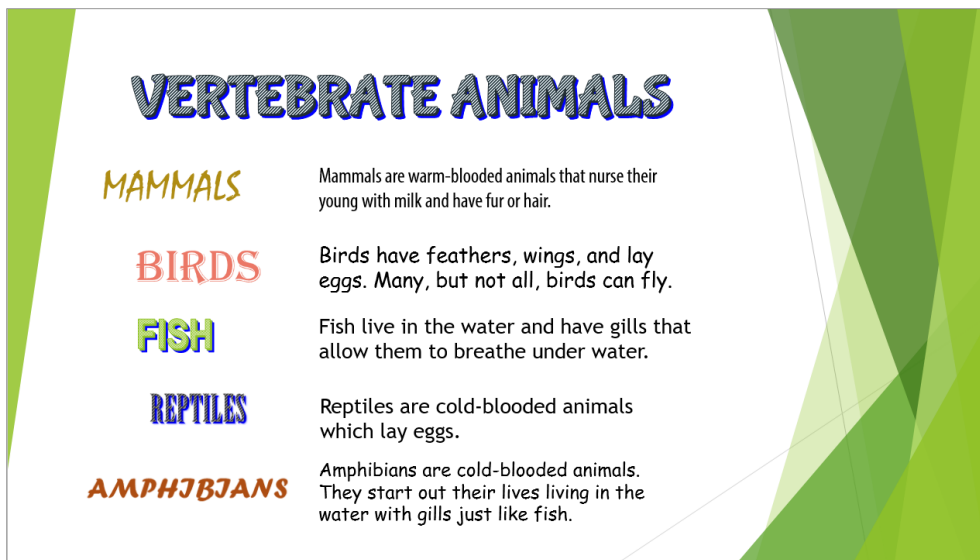 VERTEBRATE ANIMALS
MAMMALS
Mammals are warm-blooded animals that nurse their
young with milk and have fur or hair.
BIRDS
Birds have feathers, wings, and lay
eggs. Many, but not all, birds can fly.
FISH
Fish live in the water and have gills that
allow them to breathe under water.
REPTILES
Reptiles are cold-blooded animals
which lay eggs.
AMPHIBIANS
Amphibians are cold-blooded animals.
They start out their lives living in the
water with gills just like fish.